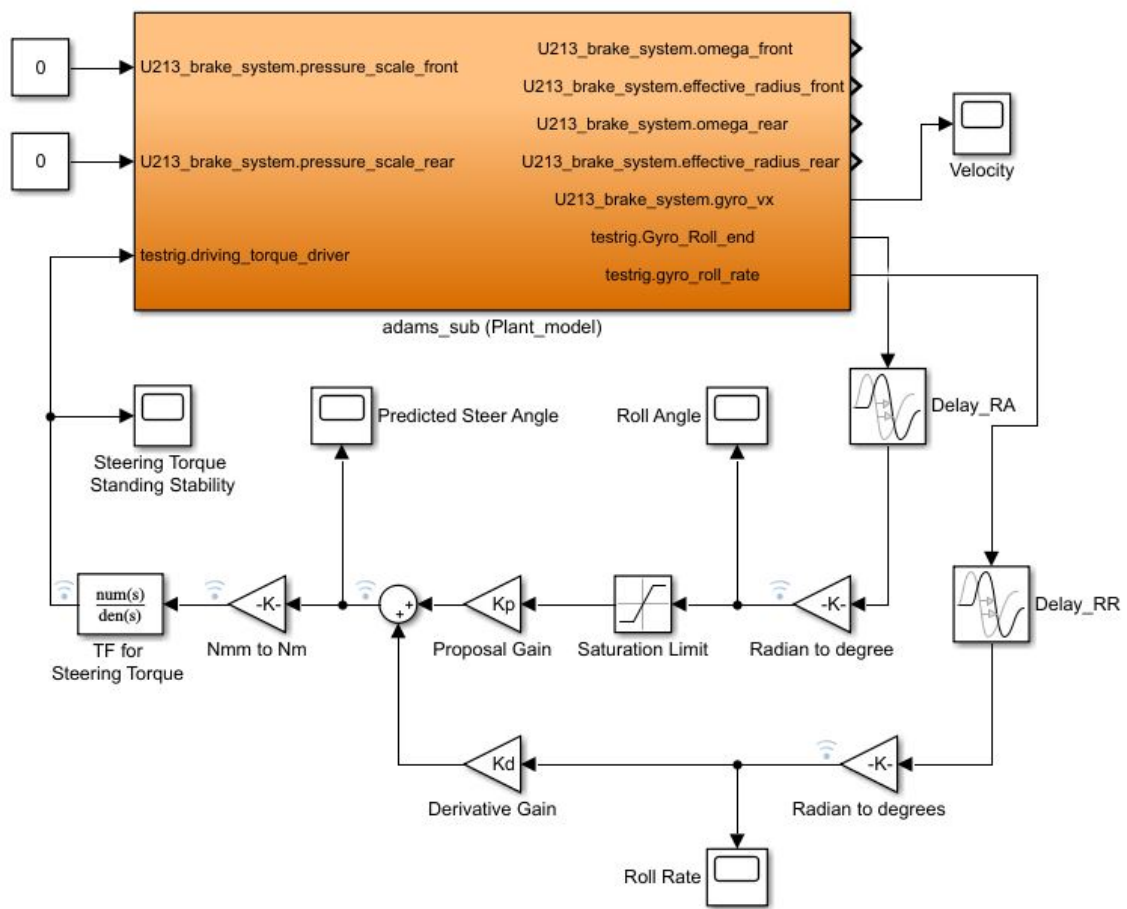 0
U213_brake_system.pressure_scale_front
0
U213_brake_system.pressure_scale_rear
testrig.driving_torque_driver
U213_brake_system.omega_front
U213_brake_system.effective_radius_front
U213_brake_system.omega_rear
U213_brake_system.effective_radius_rear
U213_brake_system.gyro_vx
testrig.Gyro_Roll_end
testrig.gyro_roll_rate
adams_sub (Plant_model)
Velocity
Steering Torque
Standing Stability
Predicted Steer Angle
Roll Angle
Delay_RA
num(s)
den(s)
TF for
Steering Torque
-K-
Nmm to Nm
+
+
Kp
Proposal Gain
Saturation Limit
-K-
Radian to degree
Delay_RR
Kd
Derivative Gain
-K-
Radian to degrees
Roll Rate